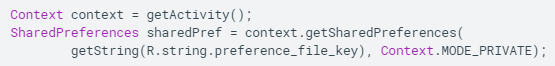 Context context = getActivity();
SharedPreferences sharedPref = context.getSharedPreferences(
        getString(R.string.preference_file_key), Context.MODE_PRIVATE);